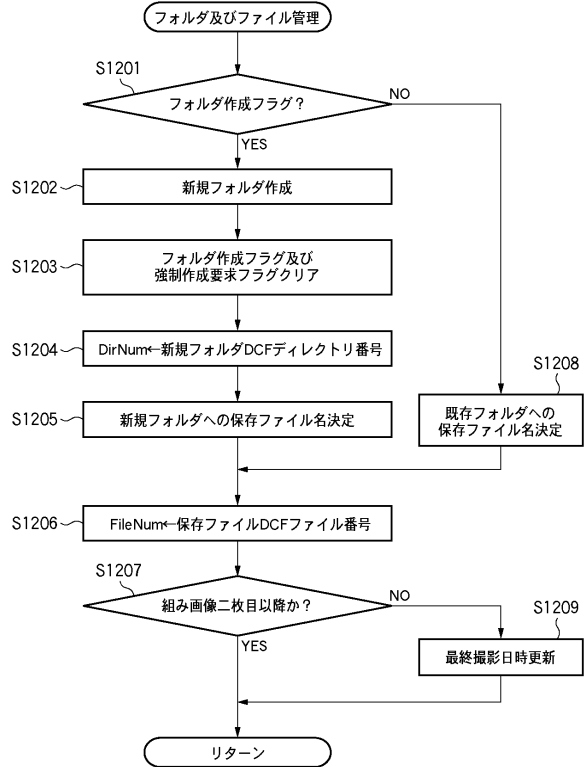 フォルダ及びファイル管理
S1201
フォルダ作成フラグ？
NO
YES
S1202
新規フォルダ作成
S1203
フォルダ作成フラグ及び
強制作成要求フラグクリア
S1204
DirNum←新規フォルダDCFディレクトリ番号
S1205
新規フォルダへの保存ファイル名決定
S1208
既存フォルダへの
保存ファイル名決定
S1206
FileNum←保存ファイルDCFファイル番号
S1207
組み画像二枚目以降か？
NO
YES
S1209
最終撮影日時更新
リターン